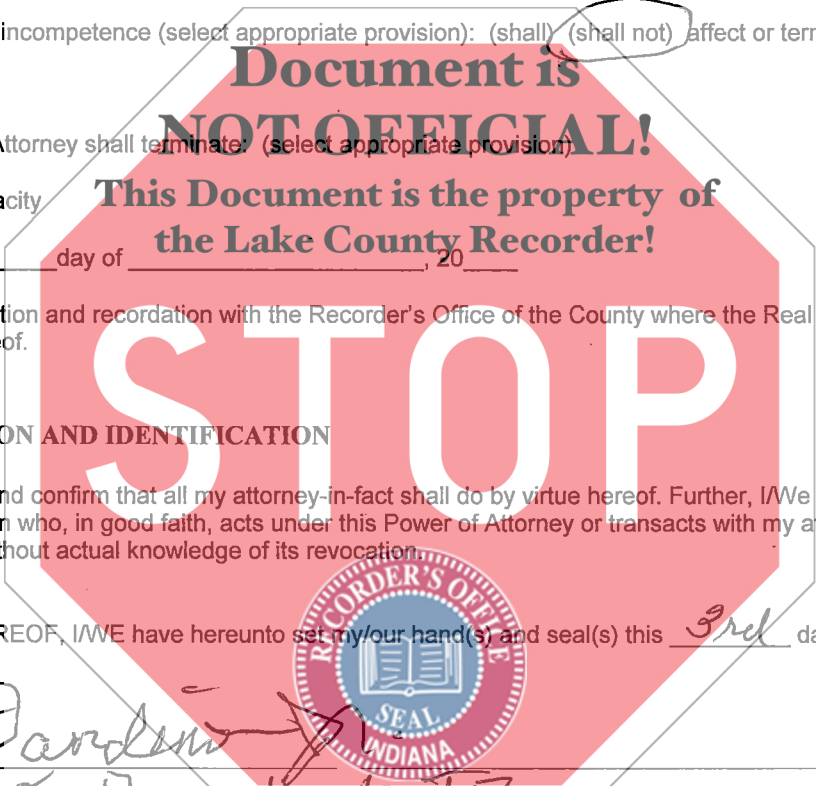 incompetence (select appropriate provision): (shall) (shall not) affect or term
Document is
NOT OFFICIAL!
Attorney shall terminate: (select appropriate provision)
acity
This Document is the property of
the Lake County Recorder!
____day of ____________________, 20____
tion and recordation with the Recorder's Office of the County where the Real
of.
STOP
ON AND IDENTIFICATION
nd confirm that all my attorney-in-fact shall do by virtue hereof. Further, I/We
n who, in good faith, acts under this Power of Attorney or transacts with my a
hout actual knowledge of its revocation.
RECORDER'S OFFICE
REOF, I/WE have hereunto set my/our hand(s) and seal(s) this 3rd da
SEAL
INDIANA